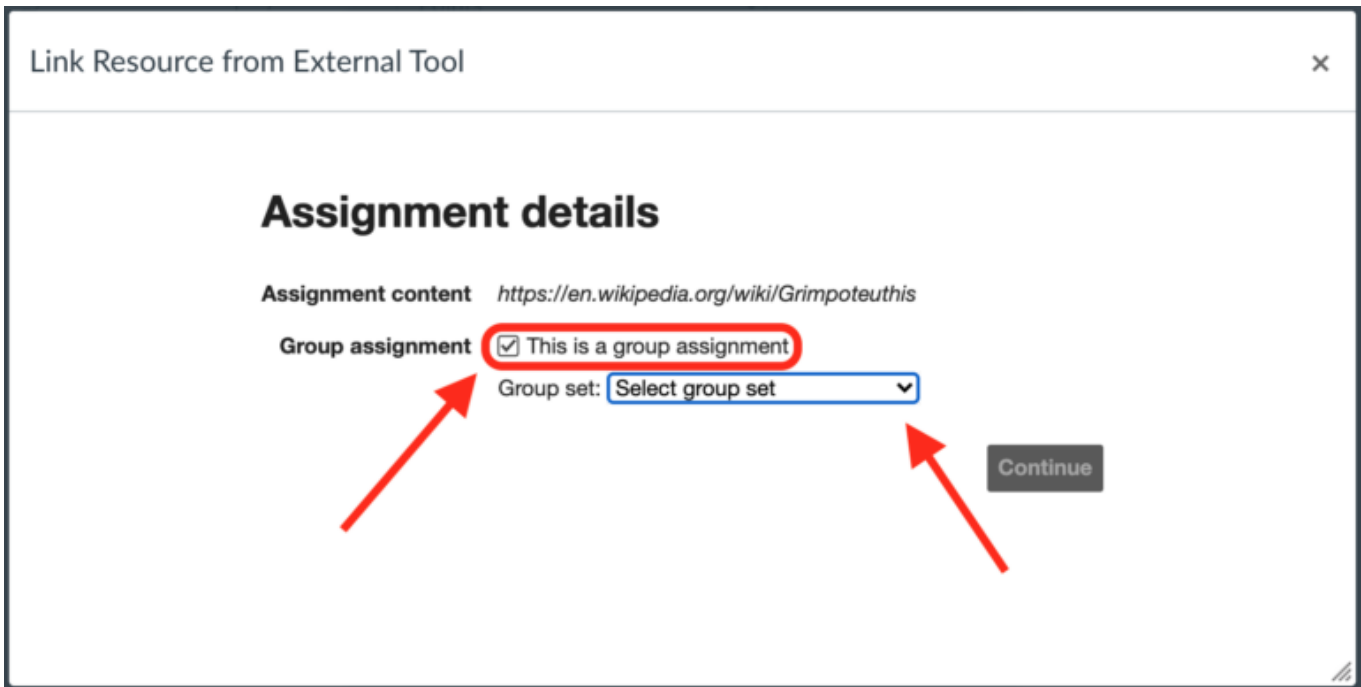 Link Resource from External Tool
Assignment details
Assignment content https://en.wikipedia.org/wiki/Grimpoteuthis
Group assignment This is a group assignment
Group set: Select group set
Continue